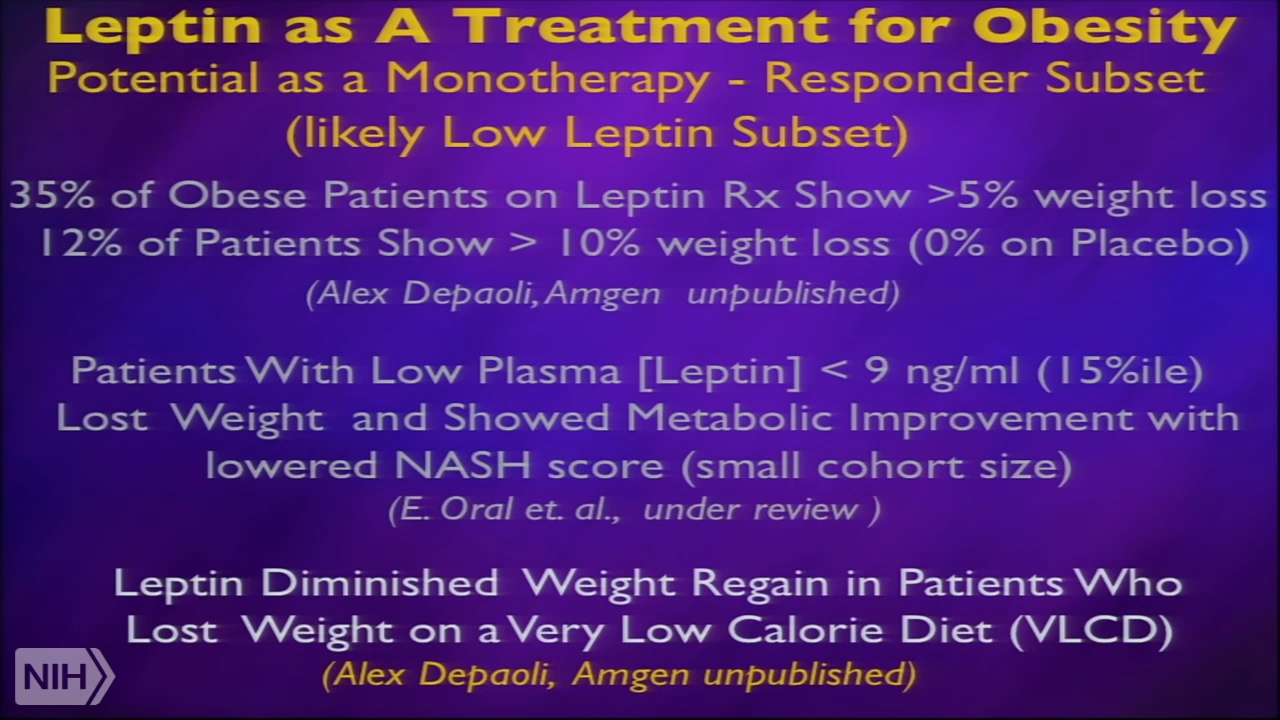 Leptin as A Treatment for Obesity
Potential as a Monotherapy - Responder Subset
(likely Low Leptin Subset)
35% of Obese Patients on Leptin Rx Show >5% weight loss
12% of Patients Show > 10% weight loss (0% on Placebo)
(Alex Depaoli, Amgen unpublished)
Patients With Low Plasma [Leptin] < 9 ng/ml (15%ile)
Lost Weight and Showed Metabolic Improvement with
lowered NASH score (small cohort size)
(E. Oral et. al., under review )
Leptin Diminished Weight Regain in Patients Who
Lost Weight on a Very Low Calorie Diet (VLCD)
(Alex Depaoli, Amgen unpublished)
NIH